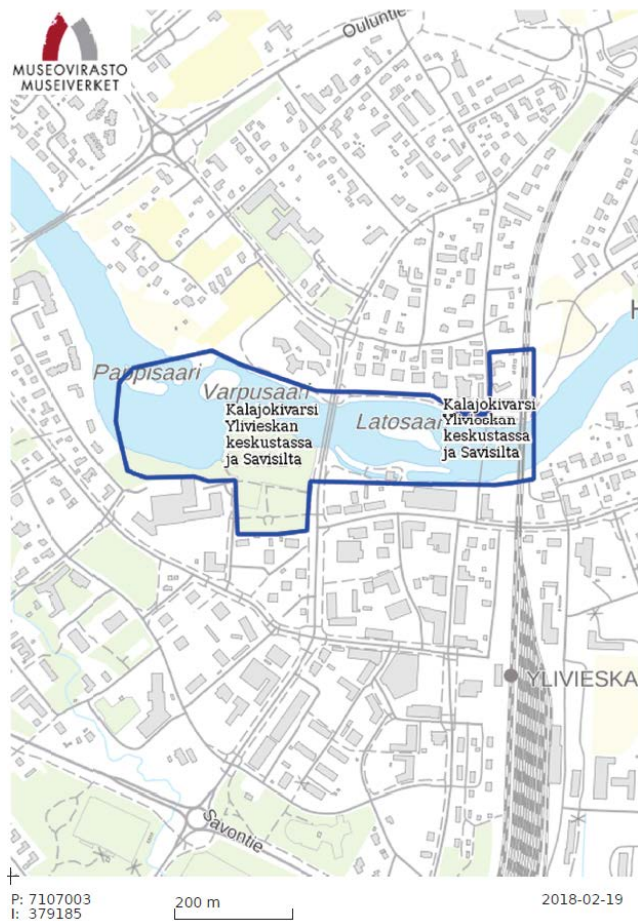 MUSEOVIRASTO
MUSEIVERKET
Ouluntie
Pappisaari
Varpusaari
Kalajokivarsi
Ylivieskan
keskustassa
ja Savisilta
Latosaari
Kalajokivarsi
Ylivieskan
keskustassa
ja Savisilta
H
YLIVIESKA
Savontie
P: 7107003
I: 379185
200 m
2018-02-19